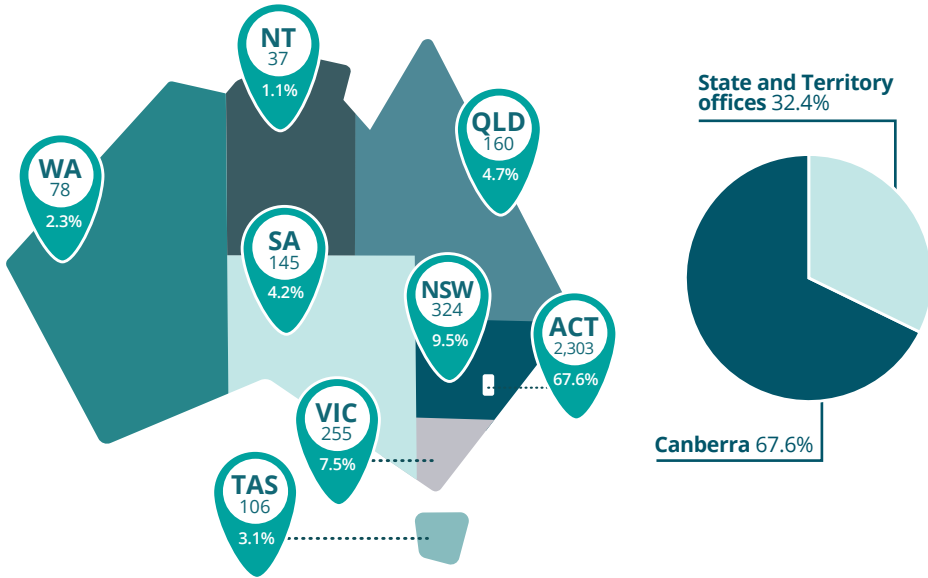 NT
37
1.1%
QLD
160
4.7%
WA
78
2.3%
SA
145
4.2%
NSW
324
9.5%
ACT
2,303
67.6%
VIC
255
7.5%
TAS
106
3.1%
State and Territory
offices 32.4%
Canberra 67.6%